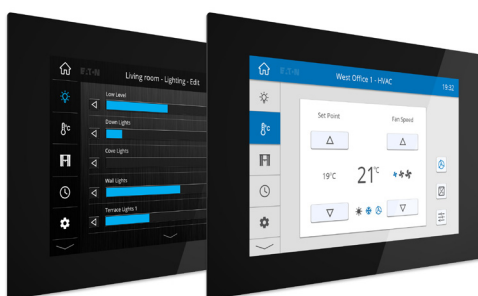 EATON
Living room - Lighting - Edit
Low Level
Down Lights
°C
Cove Lights
Wall Lights
Terrace Lights 1
EATON
West Office 1 - HVAC
19:32
Set Point
Fan Speed
°C
19°C
21°C